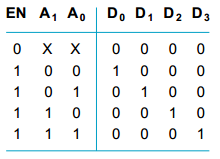 EN A₁ A₀ D₀ D₁ D₂ D₃
0 X X 0 0 0 0
1 0 0 1 0 0 0
1 0 1 0 1 0 0
1 1 0 0 0 1 0
1 1 1 0 0 0 1